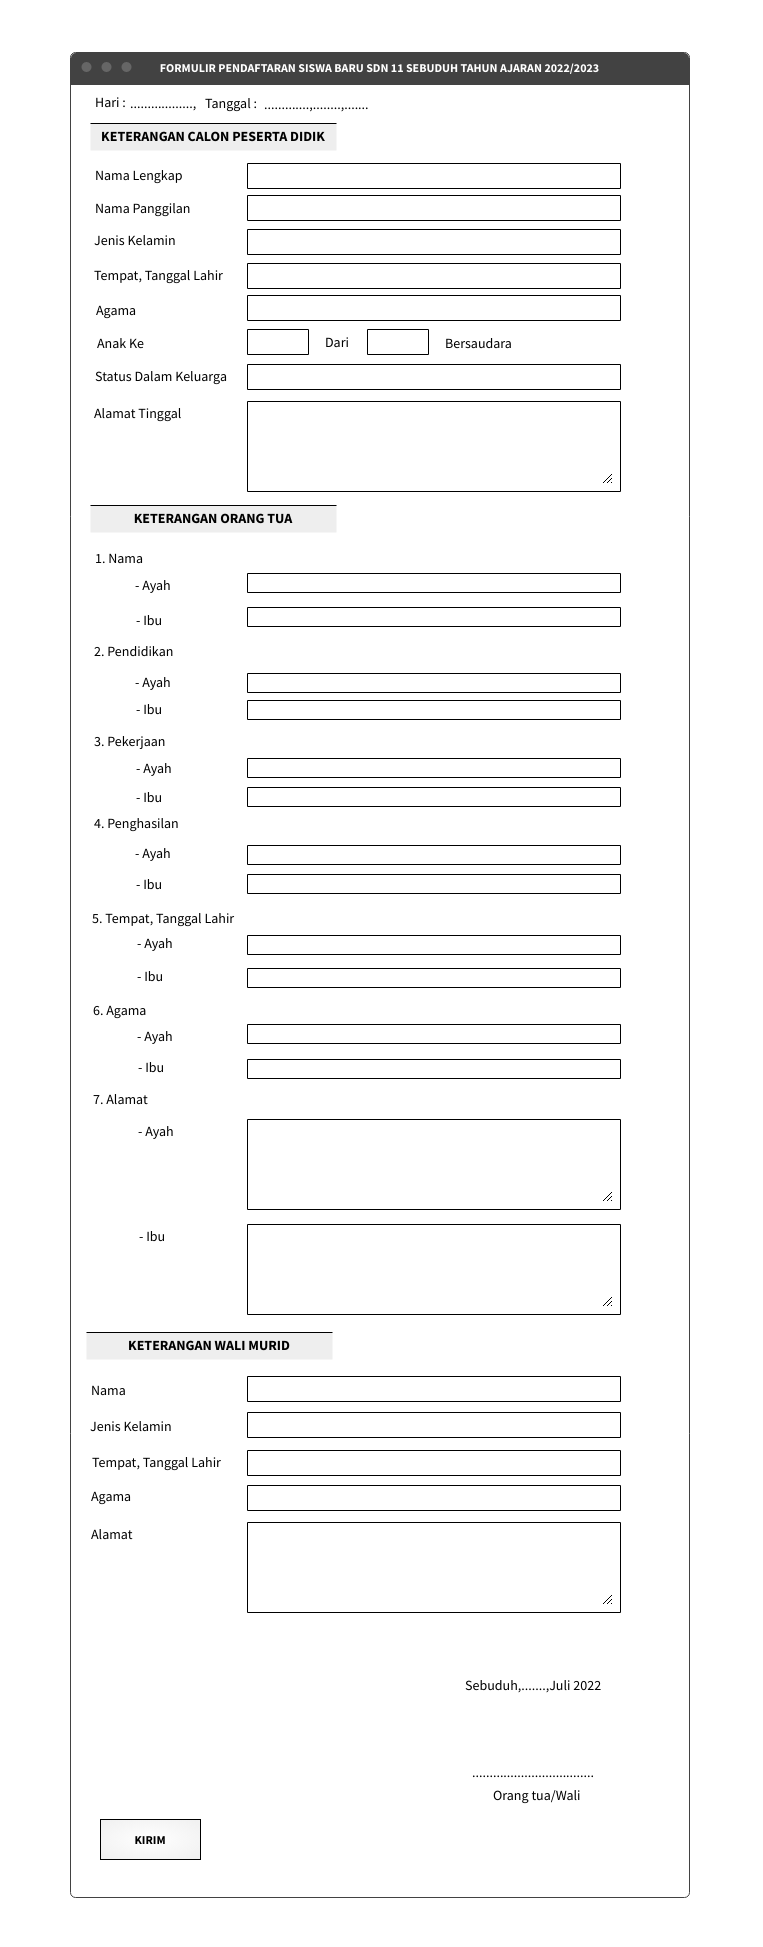 FORMULIR PENDAFTARAN SISWA BARU SDN 11 SEBUDUH TAHUN AJARAN 2022/2023
Hari : .................., Tanggal : .............,........,.......
KETERANGAN CALON PESERTA DIDIK
Nama Lengkap
Nama Panggilan
Jenis Kelamin
Tempat, Tanggal Lahir
Agama
Anak Ke Dari Bersaudara
Status Dalam Keluarga
Alamat Tinggal
KETERANGAN ORANG TUA
1. Nama
- Ayah
- Ibu
2. Pendidikan
- Ayah
- Ibu
3. Pekerjaan
- Ayah
- Ibu
4. Penghasilan
- Ayah
- Ibu
5. Tempat, Tanggal Lahir
- Ayah
- Ibu
6. Agama
- Ayah
- Ibu
7. Alamat
- Ayah
- Ibu
KETERANGAN WALI MURID
Nama
Jenis Kelamin
Tempat, Tanggal Lahir
Agama
Alamat
Sebuduh,.......,Juli 2022
...................................
Orang tua/Wali
KIRIM